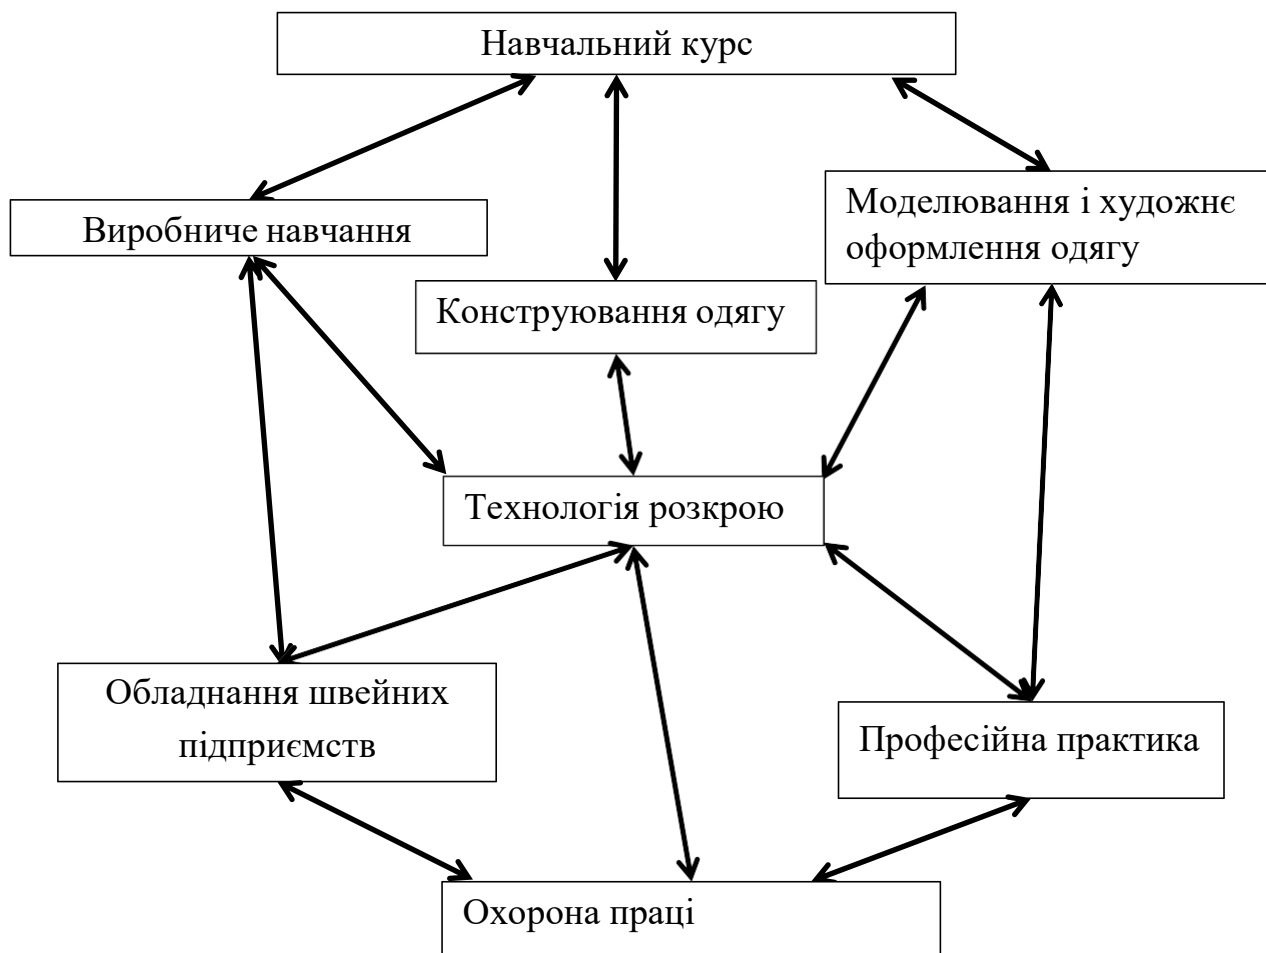 Навчальний курс
Виробниче навчання
Моделювання і художнє
оформлення одягу
Конструювання одягу
Технологія розкрою
Обладнання швейних
підприємств
Професійна практика
Охорона праці